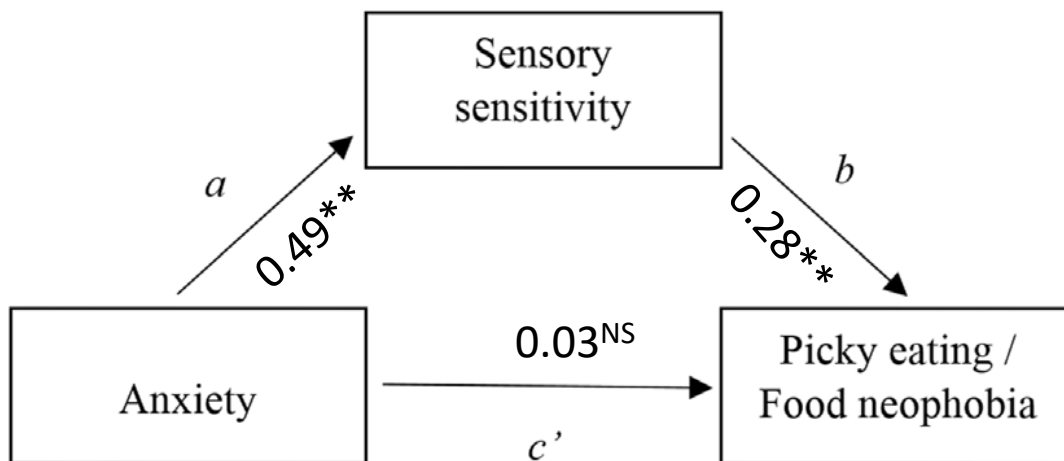 Sensory
sensitivity
a
0.49**
b
0.28**
Anxiety
0.03NS
c’
Picky eating /
Food neophobia